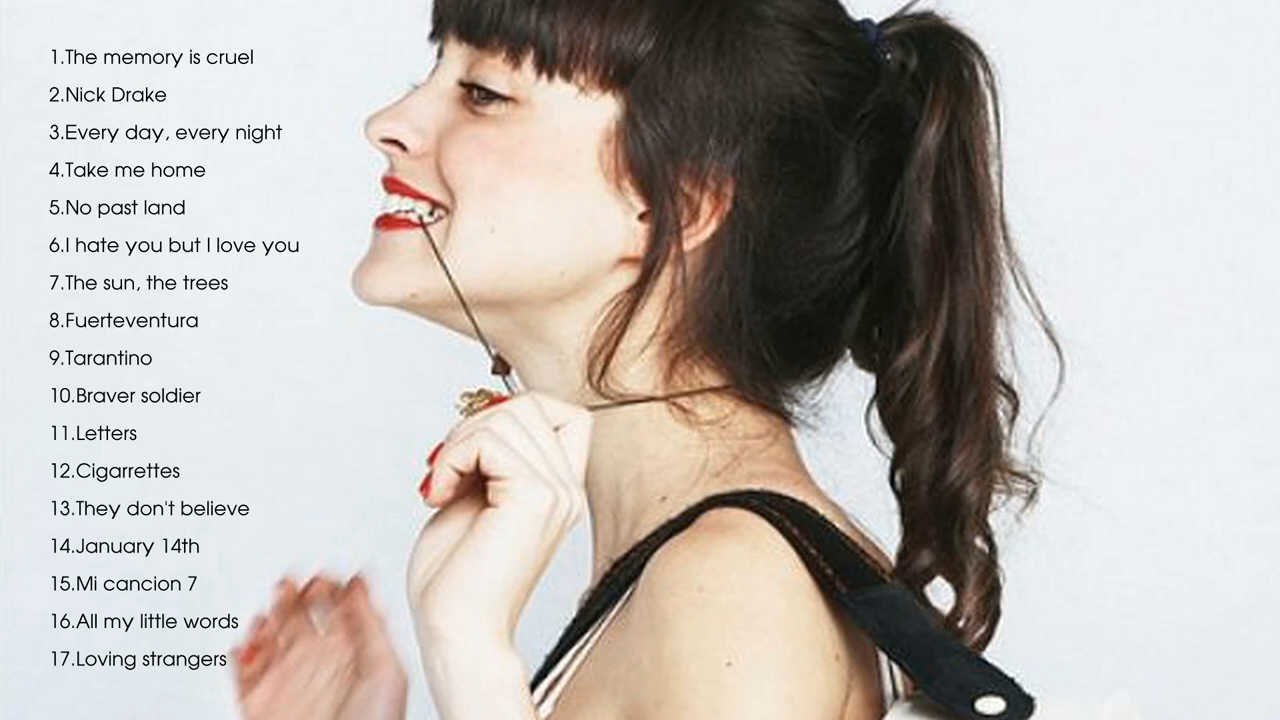 1.The memory is cruel
2.Nick Drake
3.Every day, every night
4.Take me home
5.No past land
6.I hate you but I love you
7.The sun, the trees
8.Fuerteventura
9.Tarantino
10.Braver soldier
11.Letters
12.Cigarrettes
13.They don't believe
14.January 14th
15.Mi cancion 7
16.All my little words
17.Loving strangers